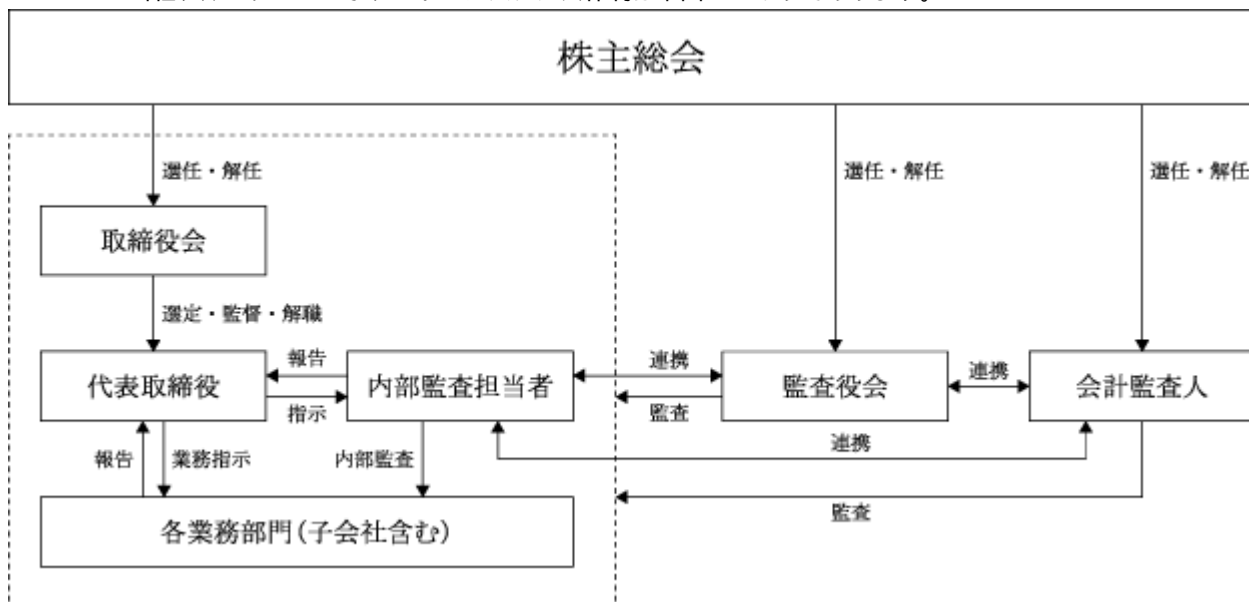 株主総会
選任・解任
選任・解任
選任・解任
取締役会
選定・監督・解職
代表取締役
報告
指示
内部監査担当者
連携
監査
監査役会
連携
会計監査人
連携
報告
業務指示
内部監査
監査
各業務部門(子会社含む)